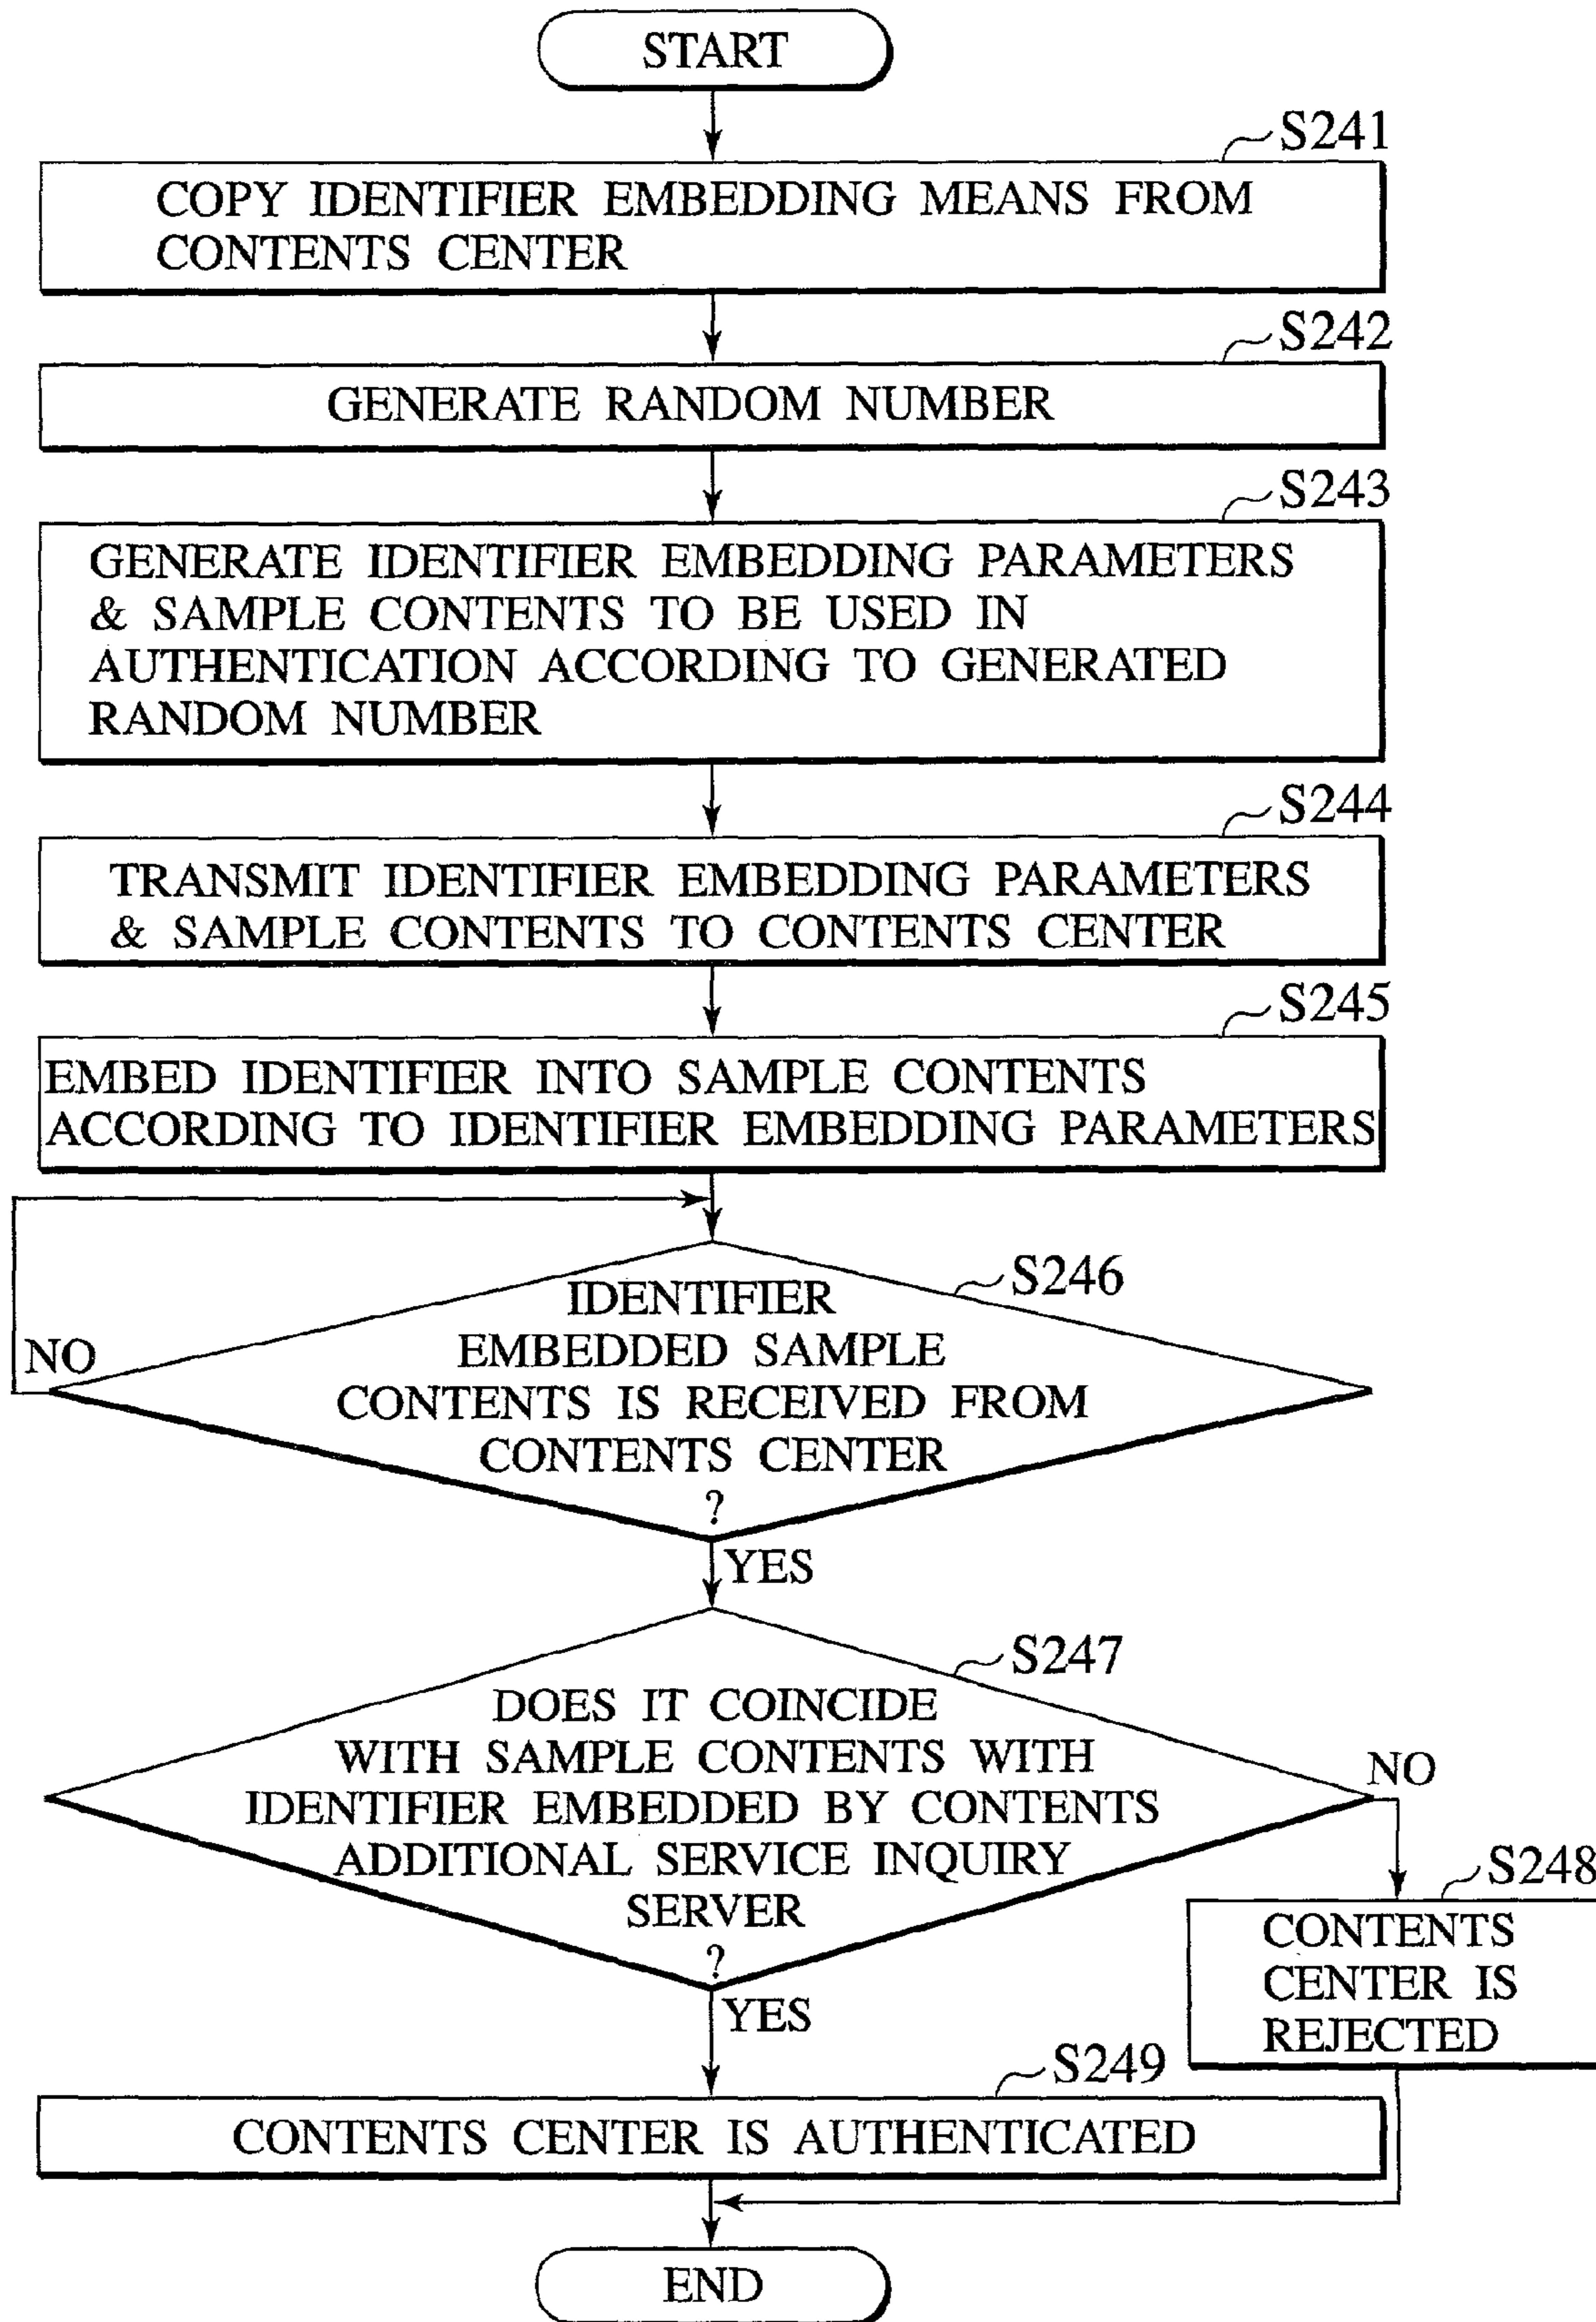 START
S241
COPY IDENTIFIER EMBEDDING MEANS FROM
CONTENTS CENTER
S242
GENERATE RANDOM NUMBER
S243
GENERATE IDENTIFIER EMBEDDING PARAMETERS
& SAMPLE CONTENTS TO BE USED IN
AUTHENTICATION ACCORDING TO GENERATED
RANDOM NUMBER
S244
TRANSMIT IDENTIFIER EMBEDDING PARAMETERS
& SAMPLE CONTENTS TO CONTENTS CENTER
S245
EMBED IDENTIFIER INTO SAMPLE CONTENTS
ACCORDING TO IDENTIFIER EMBEDDING PARAMETERS
S246
IDENTIFIER
EMBEDDED SAMPLE
CONTENTS IS RECEIVED FROM
CONTENTS CENTER
?
NO
YES
S247
DOES IT COINCIDE
WITH SAMPLE CONTENTS WITH
IDENTIFIER EMBEDDED BY CONTENTS
ADDITIONAL SERVICE INQUIRY
SERVER
?
NO
S248
CONTENTS
CENTER IS
REJECTED
YES
S249
CONTENTS CENTER IS AUTHENTICATED
END